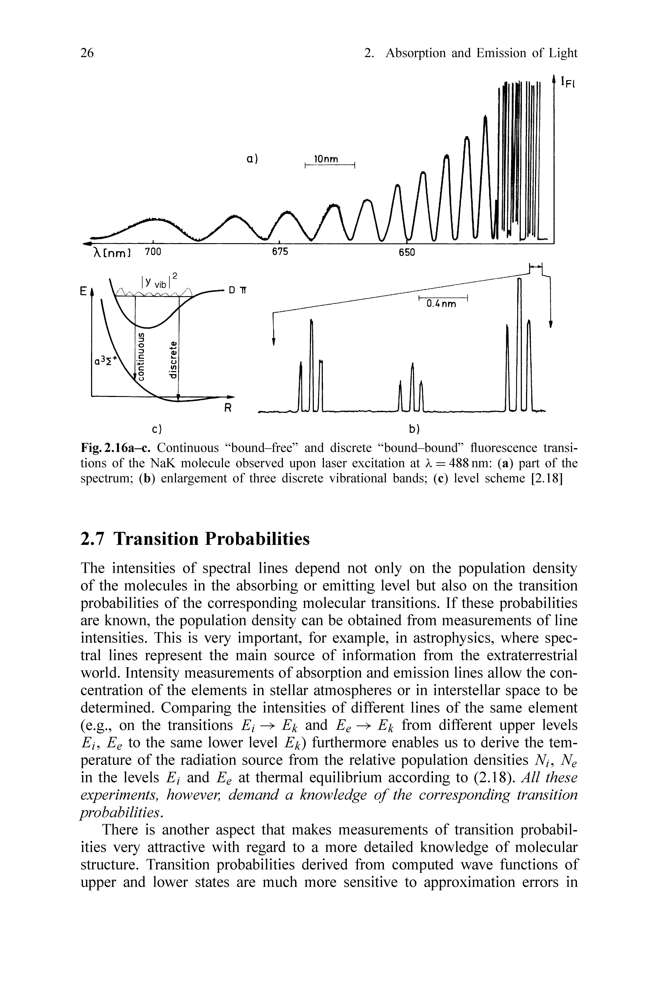 26
2. Absorption and Emission of Light
I Fl
a)
10nm
λ[nm] 700 675 650
|y vib|²
E
D π
0.4nm
continuous
discrete
a³Σ⁺
R
c)
b)
Fig. 2.16a–c. Continuous “bound–free” and discrete “bound–bound” fluorescence transi-
tions of the NaK molecule observed upon laser excitation at λ = 488 nm: (a) part of the
spectrum; (b) enlargement of three discrete vibrational bands; (c) level scheme [2.18]
2.7 Transition Probabilities
The intensities of spectral lines depend not only on the population density
of the molecules in the absorbing or emitting level but also on the transition
probabilities of the corresponding molecular transitions. If these probabilities
are known, the population density can be obtained from measurements of line
intensities. This is very important, for example, in astrophysics, where spec-
tral lines represent the main source of information from the extraterrestrial
world. Intensity measurements of absorption and emission lines allow the con-
centration of the elements in stellar atmospheres or in interstellar space to be
determined. Comparing the intensities of different lines of the same element
(e.g., on the transitions Ei → Ek and Ee → Ek from different upper levels
Ei, Ee to the same lower level Ek) furthermore enables us to derive the tem-
perature of the radiation source from the relative population densities Ni, Ne
in the levels Ei and Ee at thermal equilibrium according to (2.18). All these
experiments, however, demand a knowledge of the corresponding transition
probabilities.
There is another aspect that makes measurements of transition probabil-
ities very attractive with regard to a more detailed knowledge of molecular
structure. Transition probabilities derived from computed wave functions of
upper and lower states are much more sensitive to approximation errors in